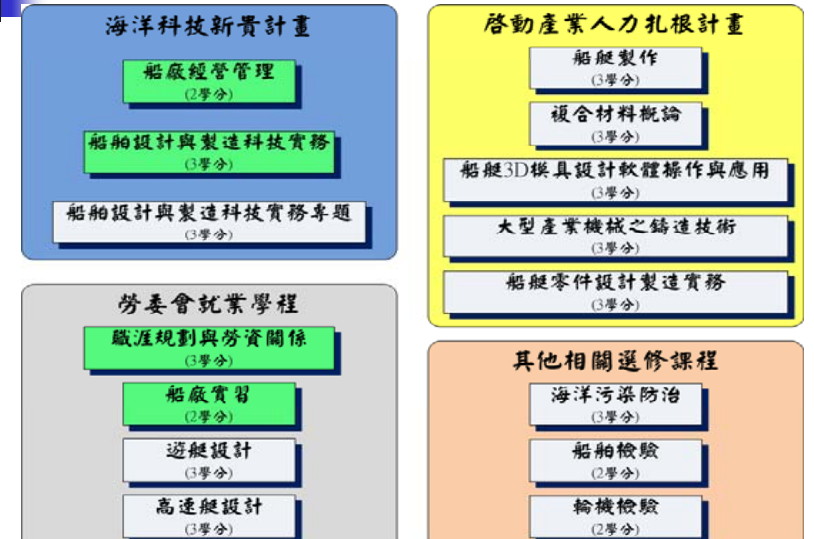 海洋科技新貴計畫
船廠經營管理
(2學分)
船舶設計與製造科技實務
(3學分)
船舶設計與製造科技實務專題
(3學分)
勞委會就業學程
職涯規劃與勞資關係
(3學分)
船廠實習
(2學分)
遊艇設計
(3學分)
高速艇設計
(3學分)
啓動產業人力扎根計畫
船艇製作
(3學分)
複合材料概論
(3學分)
船艇3D模具設計軟體操作與應用
(3學分)
大型產業機械之鑄造技術
(3學分)
船艇零件設計製造實務
(3學分)
其他相關選修課程
海洋污染防治
(3學分)
船舶檢驗
(2學分)
輪機檢驗
(2學分)